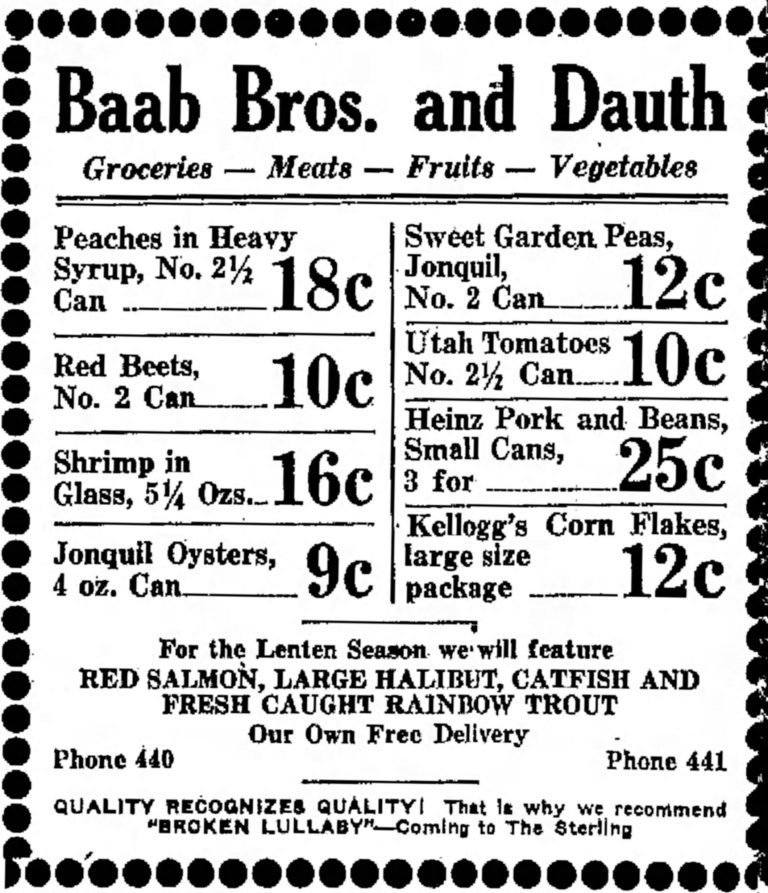 Baab Bros. and Dauth
Groceries — Meats — Fruits — Vegetables
Peaches in Heavy
Syrup, No. 2½
Can 18c
Red Beets,
No. 2 Can 10c
Shrimp in
Glass, 5¼ Ozs. 16c
Jonquil Oysters,
4 oz. Can 9c
Sweet Garden Peas,
Jonquil,
No. 2 Can 12c
Utah Tomatoes
No. 2½ Can 10c
Heinz Pork and Beans,
Small Cans,
3 for 25c
Kellogg's Corn Flakes,
large size
package 12c
For the Lenten Season we will feature
RED SALMON, LARGE HALIBUT, CATFISH AND
FRESH CAUGHT RAINBOW TROUT
Our Own Free Delivery
Phone 440 Phone 441
QUALITY RECOGNIZES QUALITY! That is why we recommend
"BROKEN LULLABY"—Coming to The Sterling